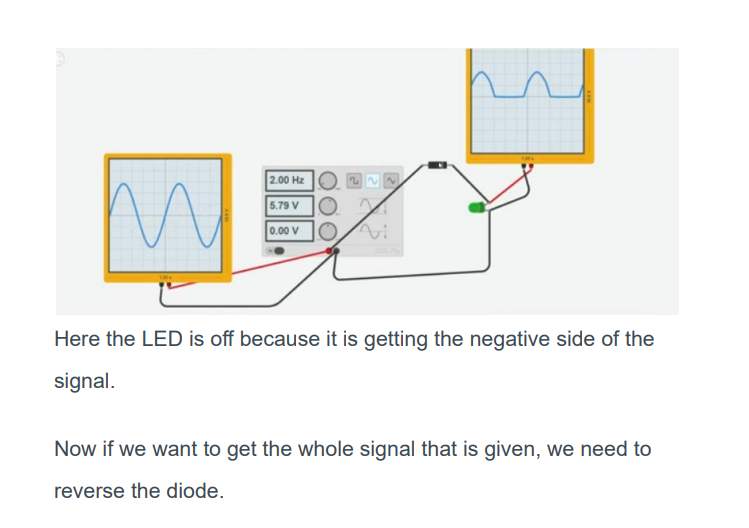 2.00 Hz
5.79 V
0.00 V
Here the LED is off because it is getting the negative side of the
signal.
Now if we want to get the whole signal that is given, we need to
reverse the diode.